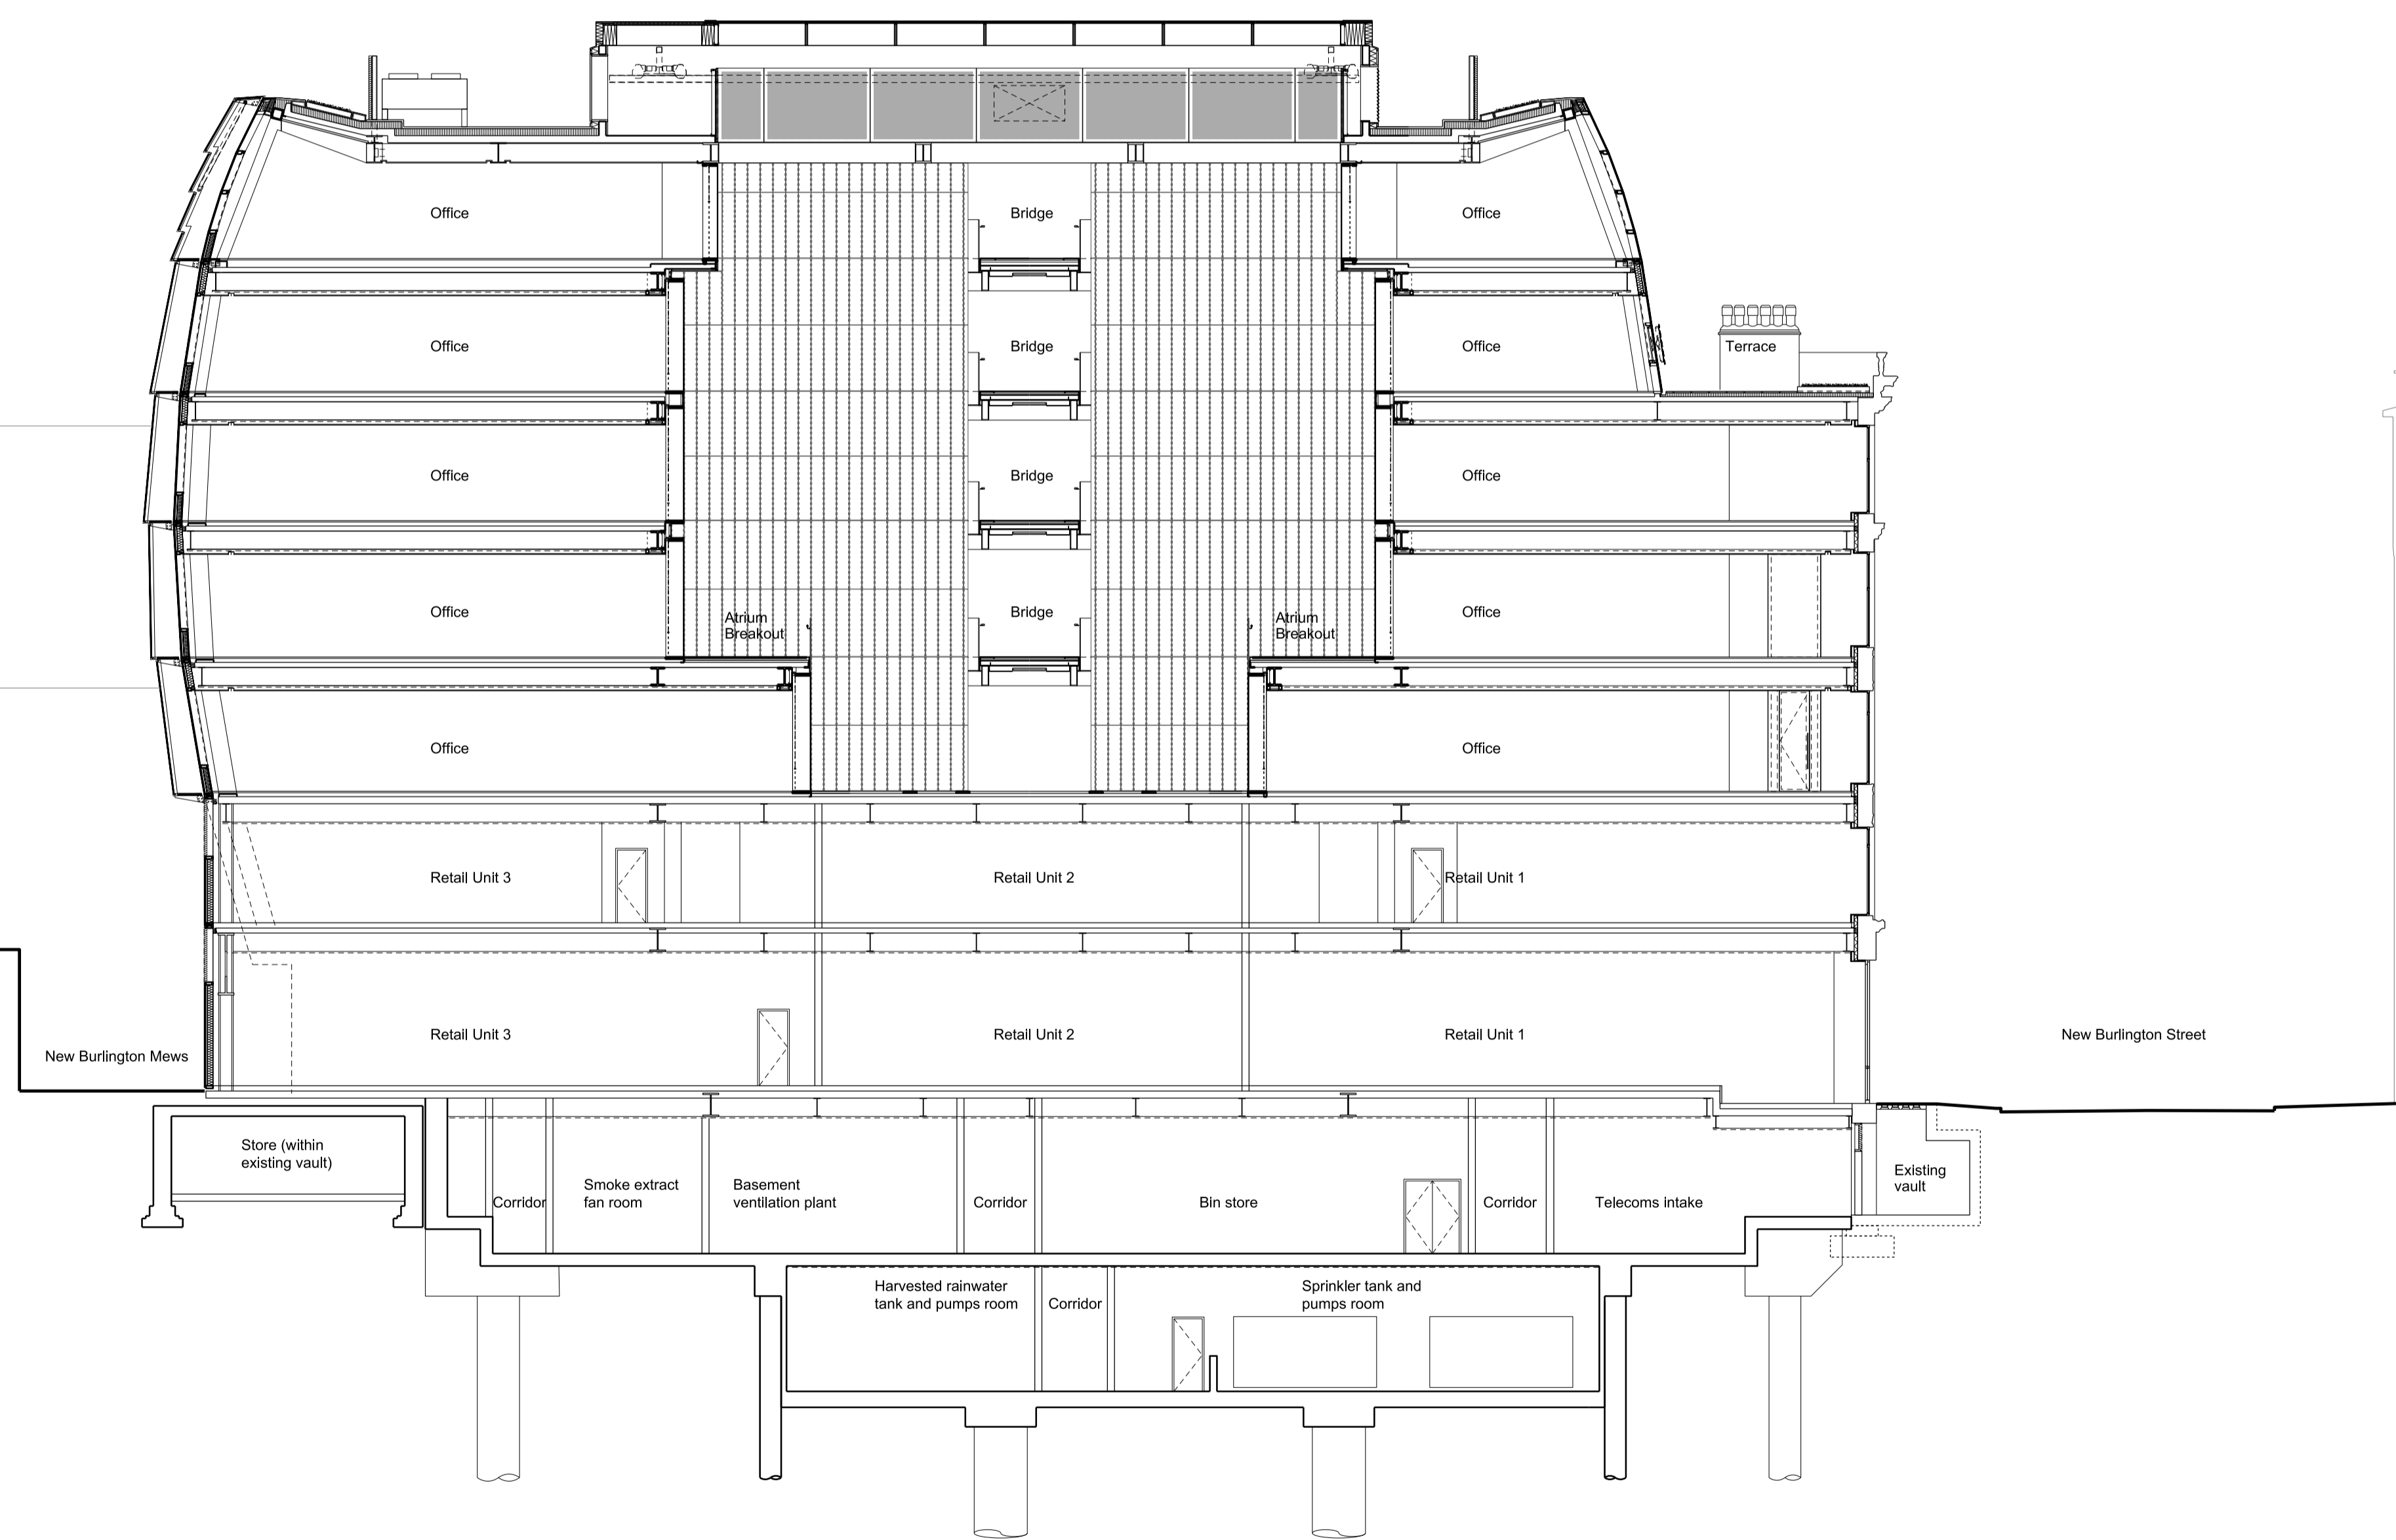 Office
Bridge
Office
Office
Bridge
Office
Terrace
Office
Bridge
Office
Office
Atrium
Breakout
Bridge
Atrium
Breakout
Office
Office
Office
Retail Unit 3
Retail Unit 2
Retail Unit 1
New Burlington Mews
Retail Unit 3
Retail Unit 2
Retail Unit 1
New Burlington Street
Store (within
existing vault)
Corridor
Smoke extract
fan room
Basement
ventilation plant
Corridor
Bin store
Corridor
Telecoms intake
Existing
vault
Harvested rainwater
tank and pumps room
Corridor
Sprinkler tank and
pumps room